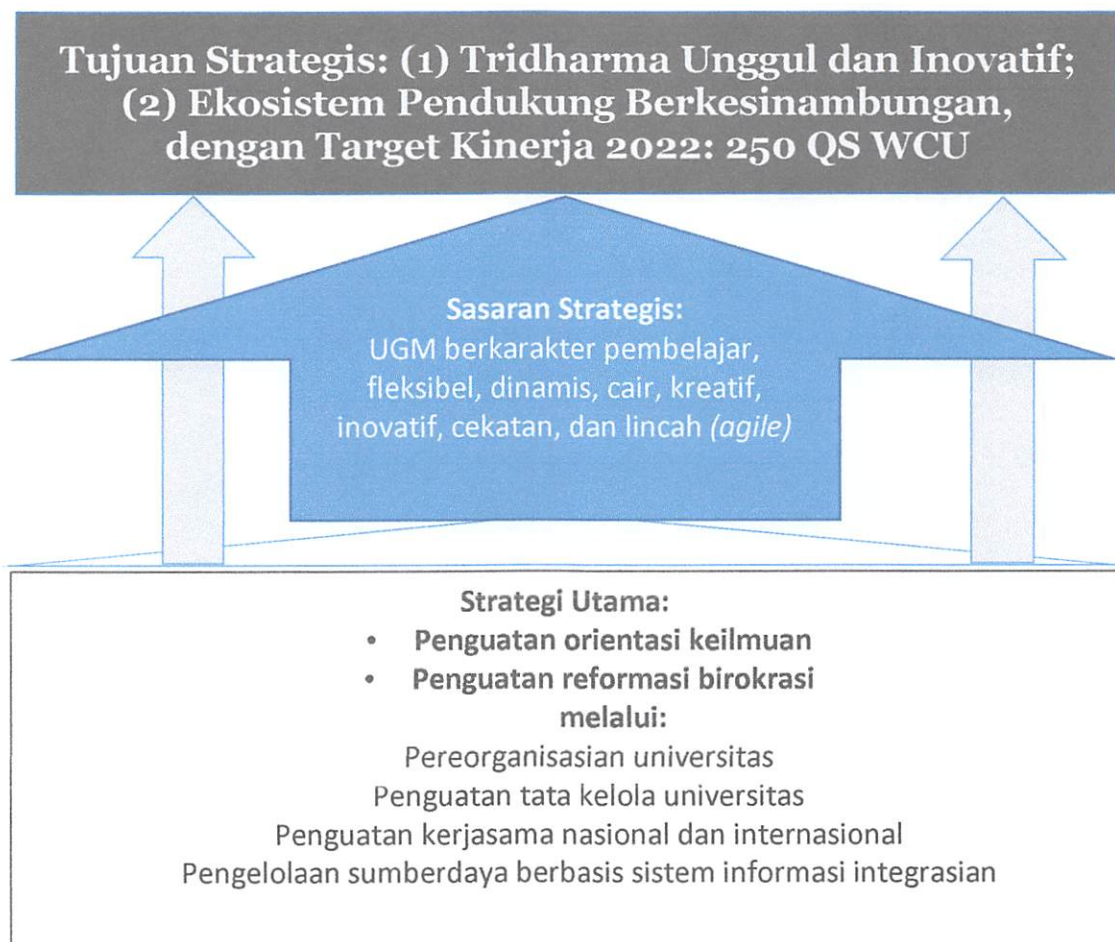 Tujuan Strategis: (1) Tridharma Unggul dan Inovatif;
(2) Ekosistem Pendukung Berkesinambungan,
dengan Target Kinerja 2022: 250 QS WCU
Sasaran Strategis:
UGM berkarakter pembelajar,
fleksibel, dinamis, cair, kreatif,
inovatif, cekatan, dan lincah (agile)
Strategi Utama:
• Penguatan orientasi keilmuan
• Penguatan reformasi birokrasi
melalui:
Pereorganisasian universitas
Penguatan tata kelola universitas
Penguatan kerjasama nasional dan internasional
Pengelolaan sumberdaya berbasis sistem informasi integrasian